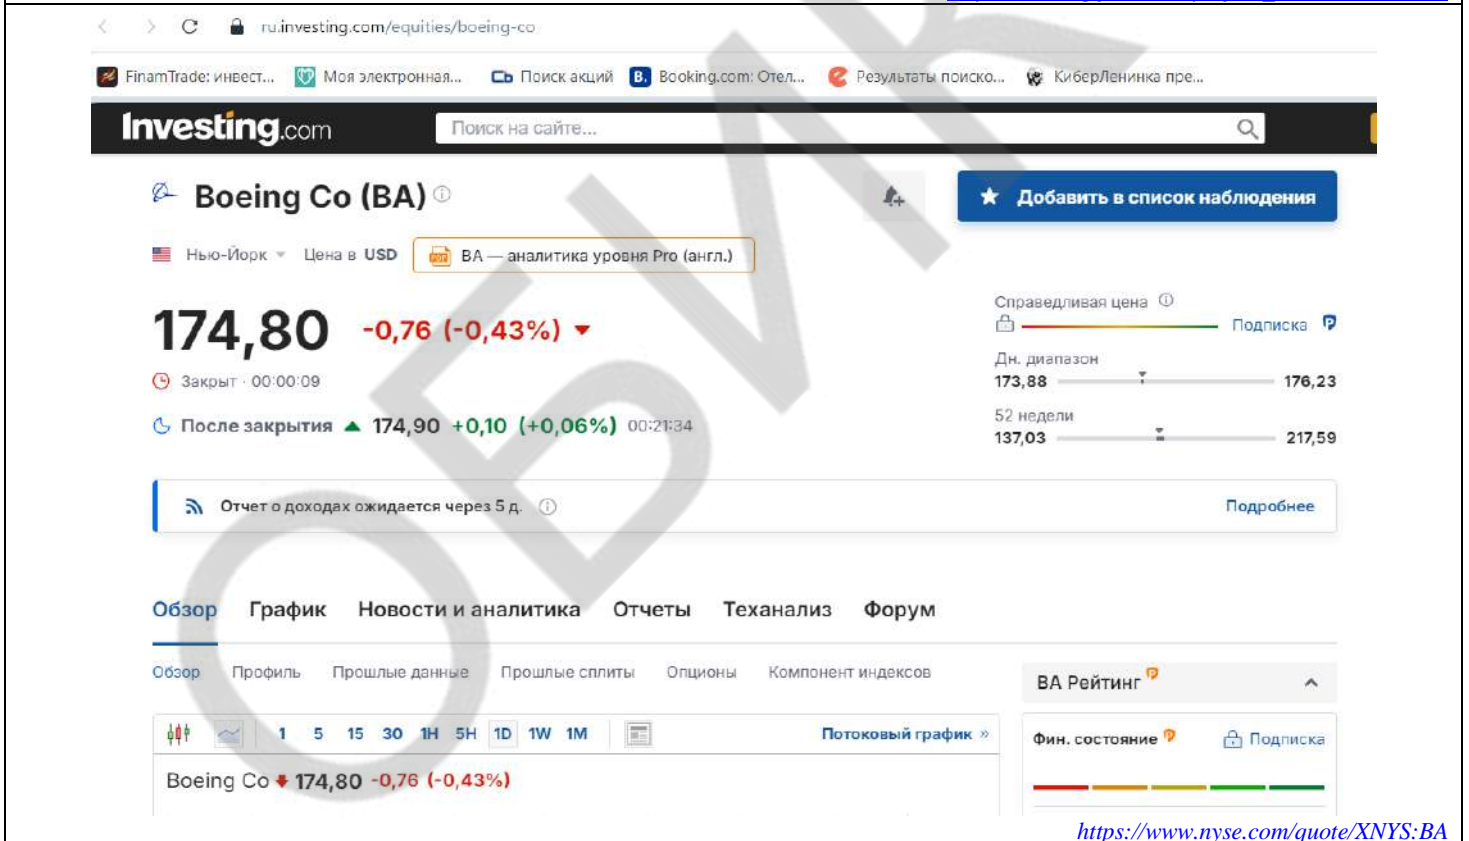 ru.investing.com/equities/boeing-co
FinamTrade: инвест... Моя электронная... Cb Поиск акций B. Booking.com: Отел... Результаты поиско... КиберЛенинка пре...
Investing.com Поиск на сайте...
Boeing Co (BA)
Добавить в список наблюдения
Нью-Йорк Цена в USD BA — аналитика уровня Pro (англ.)
174,80 -0,76 (-0,43%)
Справедливая цена
Подписка
Закрыт · 00:00:09
Дн. диапазон
173,88 176,23
После закрытия 174,90 +0,10 (+0,06%) 00:21:34
52 недели
137,03 217,59
Отчет о доходах ожидается через 5 д. Подробнее
Обзор График Новости и аналитика Отчеты Теханализ Форум
Обзор Профиль Прошлые данные Прошлые сплиты Опционы Компонент индексов
BA Рейтинг
1 5 15 30 1H 5H 1D 1W 1M Потоковый график »
Фин. состояние Подписка
Boeing Co 174,80 -0,76 (-0,43%)
https://www.nyse.com/quote/XNYS:BA
ОБИК